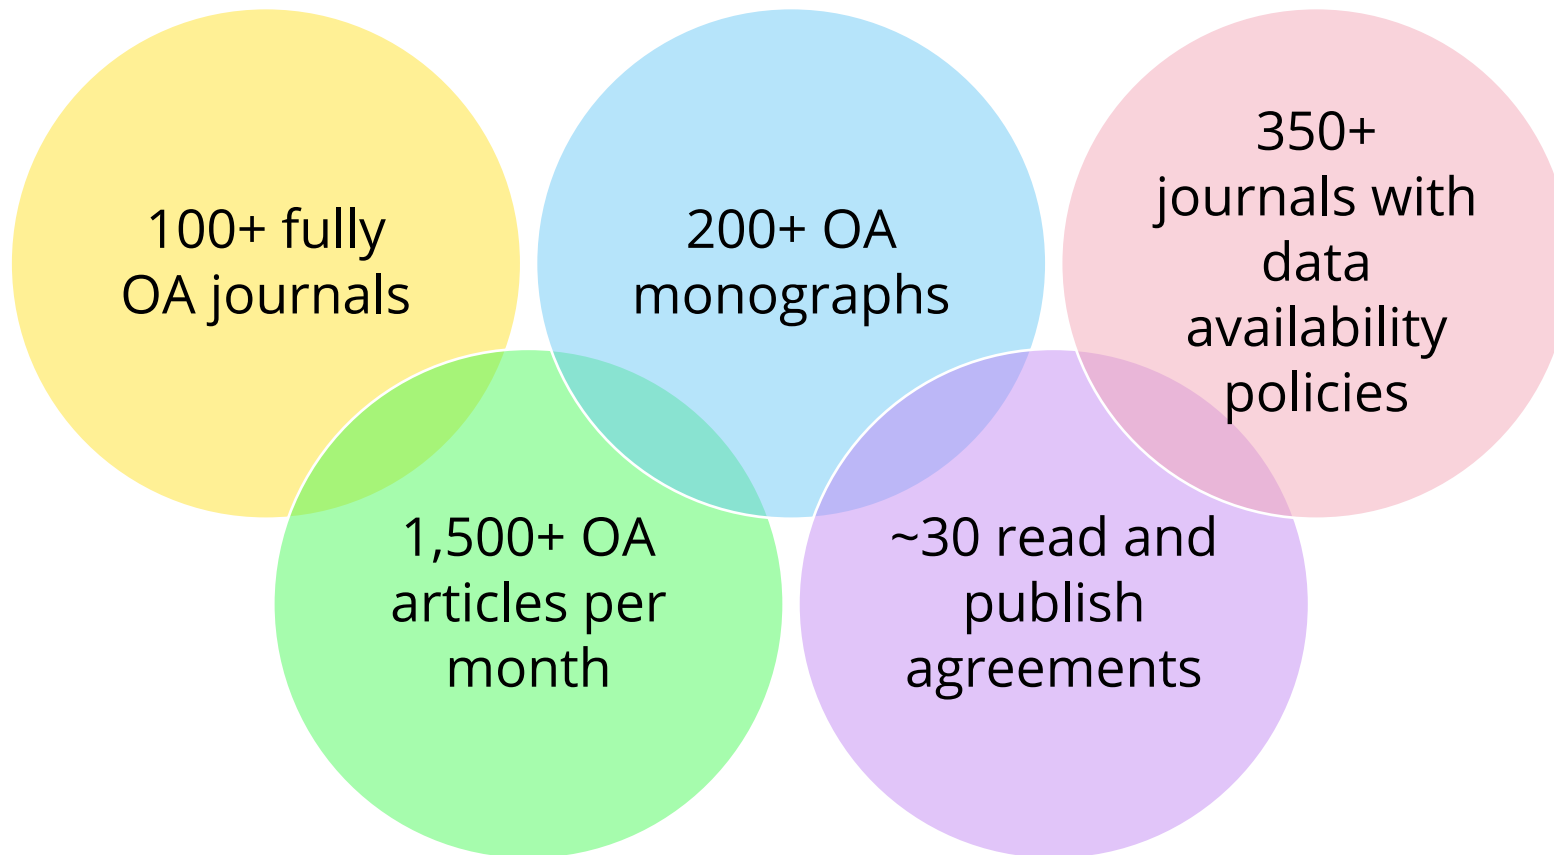 100+ fully
OA journals
200+ OA
monographs
350+
journals with
data
availability
policies
1,500+ OA
articles per
month
~30 read and
publish
agreements